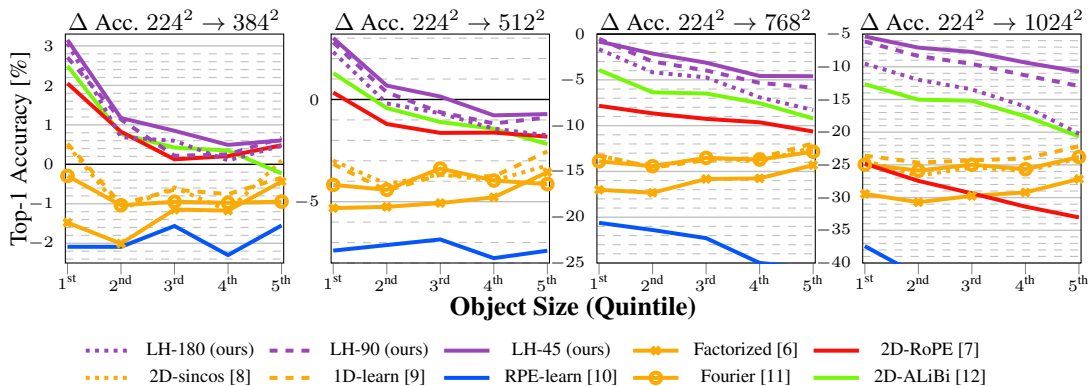 Δ Acc. 224² → 384²
Δ Acc. 224² → 512²
Δ Acc. 224² → 768²
Δ Acc. 224² → 1024²
Top-1 Accuracy [%]
3
2
1
0
−1
−2
0
−5
0
−5
−10
−15
−20
−25
−5
−10
−15
−20
−25
−30
−35
−40
1st 2nd 3rd 4th 5th
1st 2nd 3rd 4th 5th
1st 2nd 3rd 4th 5th
1st 2nd 3rd 4th 5th
Object Size (Quintile)
LH-180 (ours) LH-90 (ours) LH-45 (ours) Factorized [6] 2D-RoPE [7]
2D-sincos [8] 1D-learn [9] RPE-learn [10] Fourier [11] 2D-ALiBi [12]